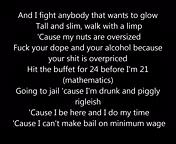 And I fight anybody that wants to glow
Tall and slim, walk with a limp
'Cause my nuts are oversized
Fuck your dope and your alcohol because
your shit is overpriced
Hit the buffet for 24 before I'm 21
(mathematics)
Going to jail 'cause I'm drunk and piggly
rigleish
'Cause I be here and I do my time
'Cause I can't make bail on minimum wage